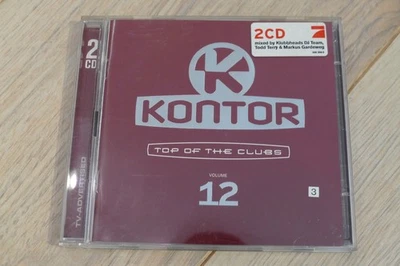 2
CD
TV-ADVERTISED
2CD
mixed by Klubbheads DJ Team,
Todd Terry & Markus Gardeweg
K
KONTOR
TOP OF THE CLUBS
VOLUME
12
3